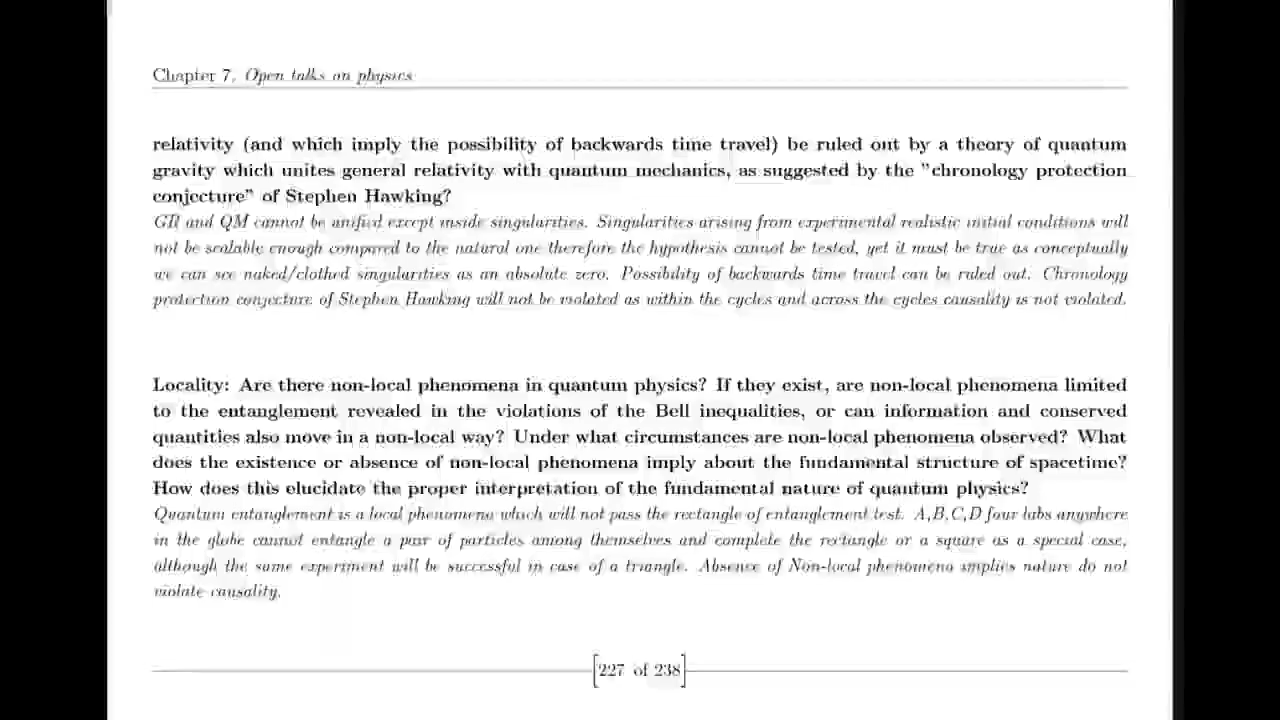 Chapter 7. Open talks on physics
relativity (and which imply the possibility of backwards time travel) be ruled out by a theory of quantum
gravity which unites general relativity with quantum mechanics, as suggested by the "chronology protection
conjecture" of Stephen Hawking?
GR and QM cannot be unified except inside singularities. Singularities arising from experimental realistic initial conditions will
not be scalable enough compared to the natural one therefore the hypothesis cannot be tested, yet it must be true as conceptually
we can see naked/clothed singularities as an absolute zero. Possibility of backwards time travel can be ruled out. Chronology
protection conjecture of Stephen Hawking will not be violated as within the cycles and across the cycles causality is not violated.
Locality: Are there non-local phenomena in quantum physics? If they exist, are non-local phenomena limited
to the entanglement revealed in the violations of the Bell inequalities, or can information and conserved
quantities also move in a non-local way? Under what circumstances are non-local phenomena observed? What
does the existence or absence of non-local phenomena imply about the fundamental structure of spacetime?
How does this elucidate the proper interpretation of the fundamental nature of quantum physics?
Quantum entanglement is a local phenomena which will not pass the rectangle of entanglement test. A,B,C,D four labs anywhere
in the globe cannot entangle a pair of particles among themselves and complete the rectangle or a square as a special case,
although the same experiment will be successful in case of a triangle. Absence of Non-local phenomena implies nature do not
violate causality.
227 of 238